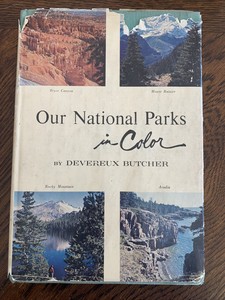 Bryce Canyon
Mount Rainier
Our National Parks
in Color
BY DEVEREUX BUTCHER
Rocky Mountain
Acadia